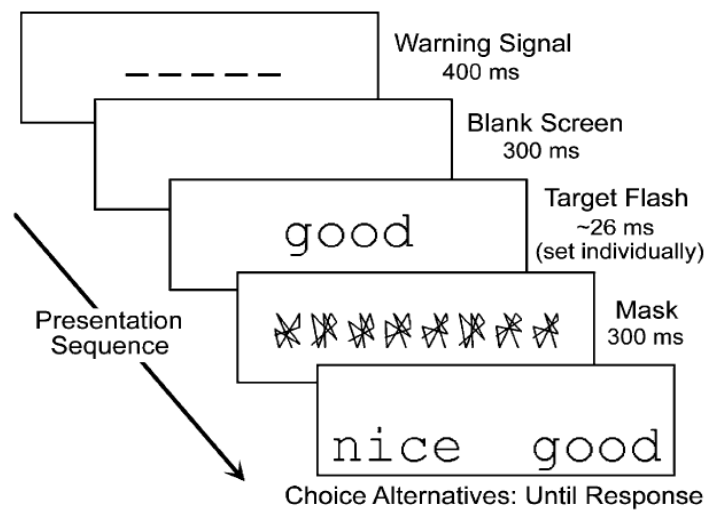 Warning Signal
400 ms
Blank Screen
300 ms
Target Flash
~26 ms
(set individually)
good
Mask
300 ms
Presentation
Sequence
nice good
Choice Alternatives: Until Response